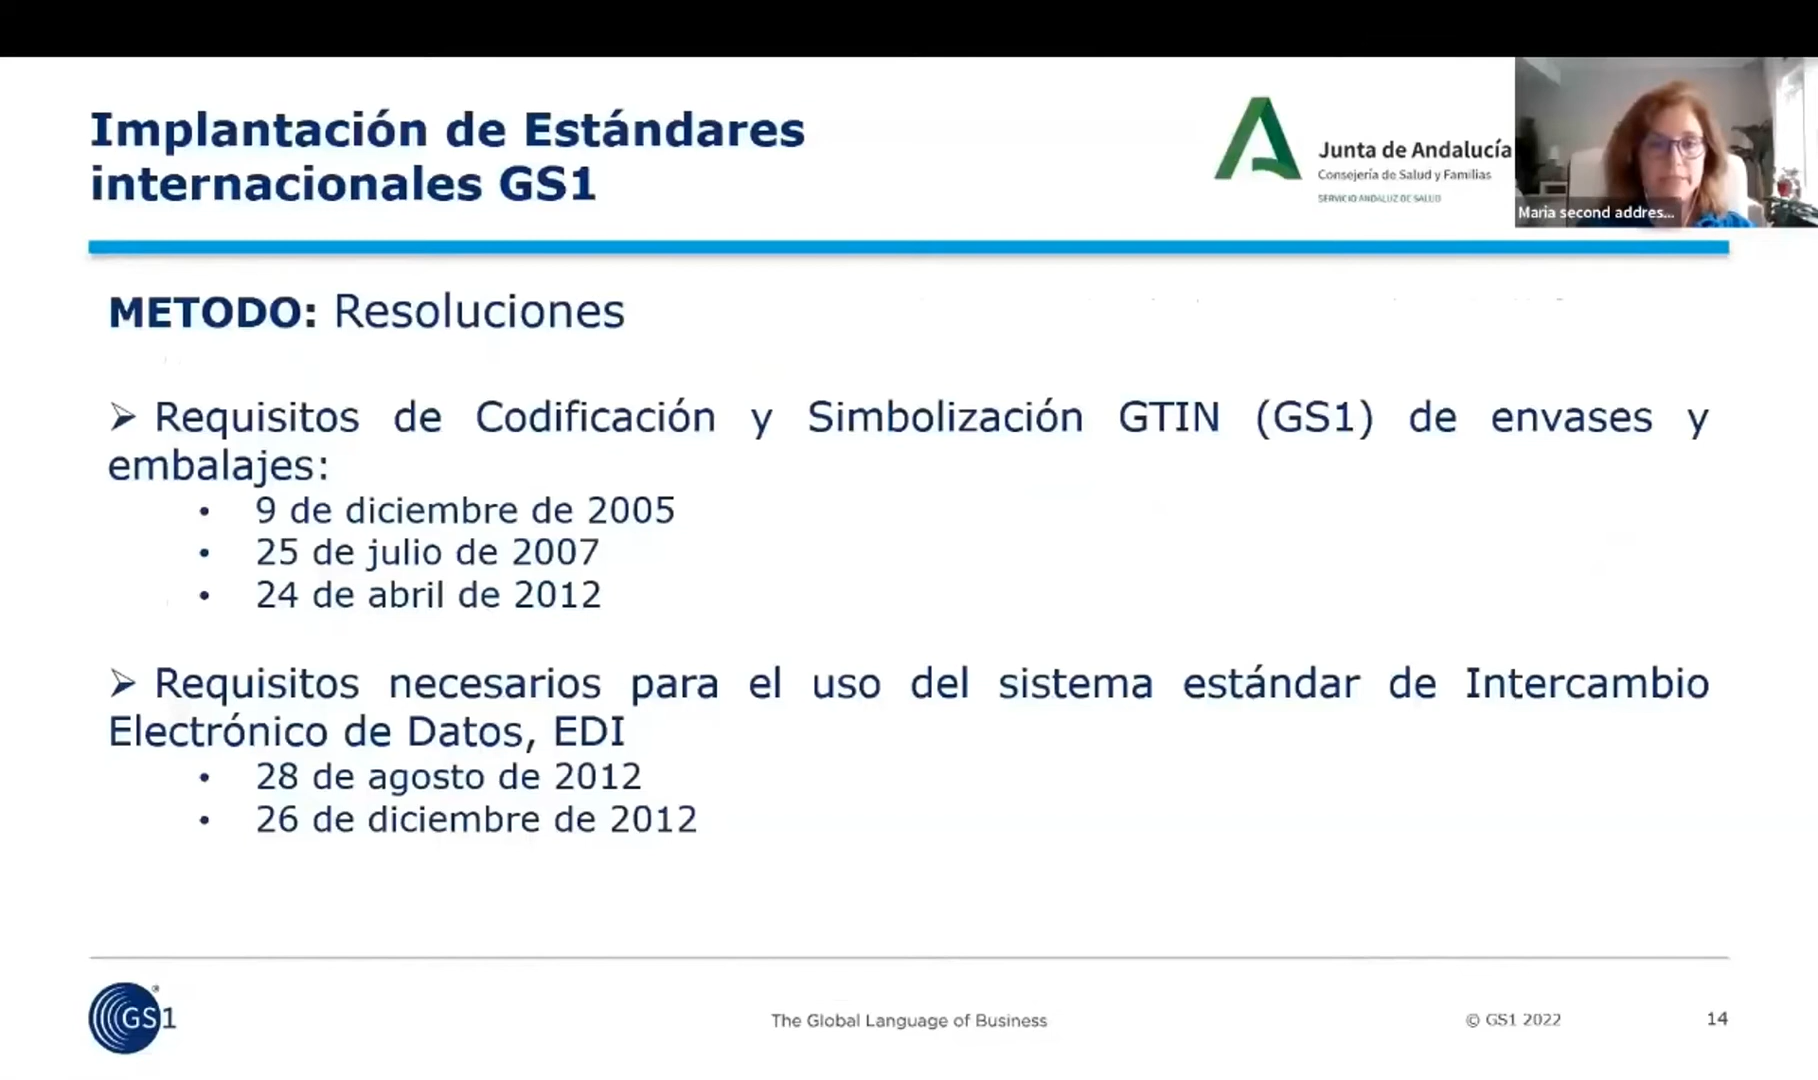 Implantación de Estándares
internacionales GS1
Junta de Andalucía
Consejería de Salud y Familias
SERVICIO ANDALUZ DE SALUD
Maria second addres...
METODO: Resoluciones
➢ Requisitos de Codificación y Simbolización GTIN (GS1) de envases y
embalajes:
• 9 de diciembre de 2005
• 25 de julio de 2007
• 24 de abril de 2012
➢ Requisitos necesarios para el uso del sistema estándar de Intercambio
Electrónico de Datos, EDI
• 28 de agosto de 2012
• 26 de diciembre de 2012
GS1®
The Global Language of Business
© GS1 2022
14